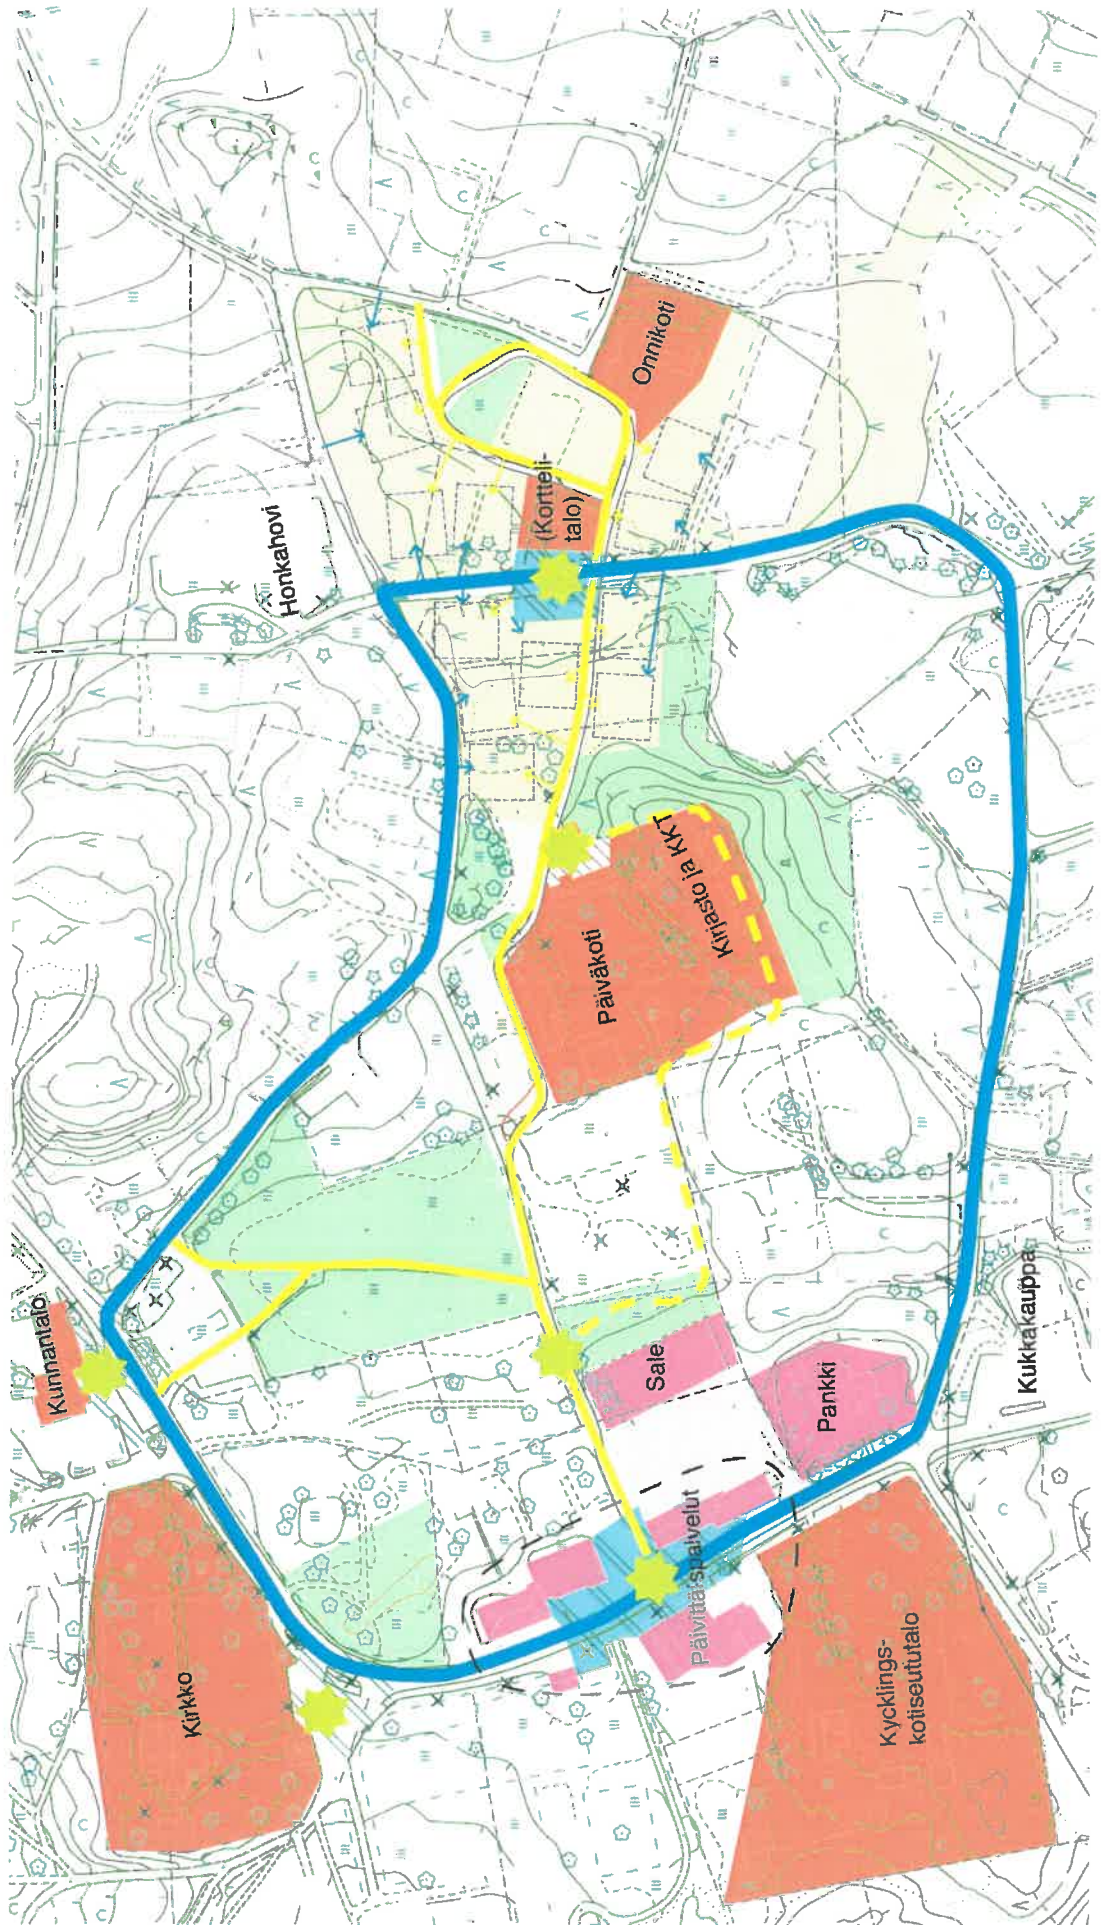 Kunnantalo
Kirkko
Honkahovi
Onnikoti
(Kortteli-
talo)
Päiväkoti
Kirjasto ja KKT
Sale
Pankki
Kukkakauppa
Päivittäispalvelut
Kycklings-
kotiseututalo